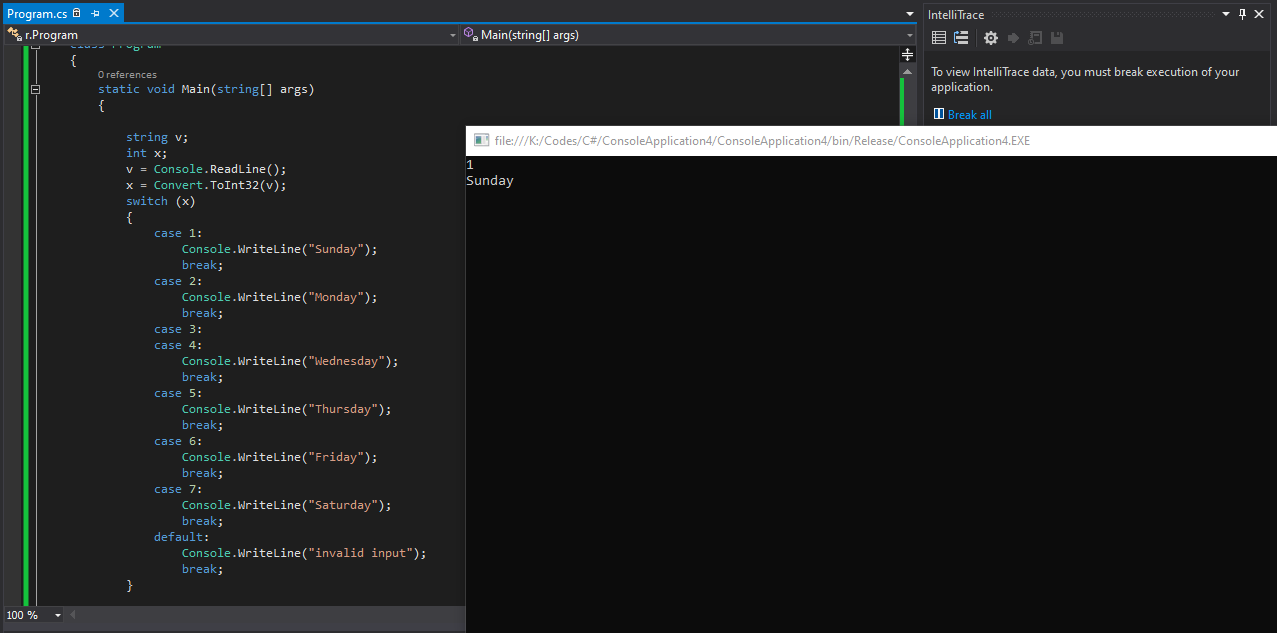 Program.cs
r.Program
Main(string[] args)
{
0 references
static void Main(string[] args)
{
string v;
int x;
v = Console.ReadLine();
x = Convert.ToInt32(v);
switch (x)
{
case 1:
Console.WriteLine("Sunday");
break;
case 2:
Console.WriteLine("Monday");
break;
case 3:
case 4:
Console.WriteLine("Wednesday");
break;
case 5:
Console.WriteLine("Thursday");
break;
case 6:
Console.WriteLine("Friday");
break;
case 7:
Console.WriteLine("Saturday");
break;
default:
Console.WriteLine("invalid input");
break;
}
100 %
IntelliTrace
To view IntelliTrace data, you must break execution of your
application.
Break all
file:///K:/Codes/C#/ConsoleApplication4/ConsoleApplication4/bin/Release/ConsoleApplication4.EXE
1
Sunday